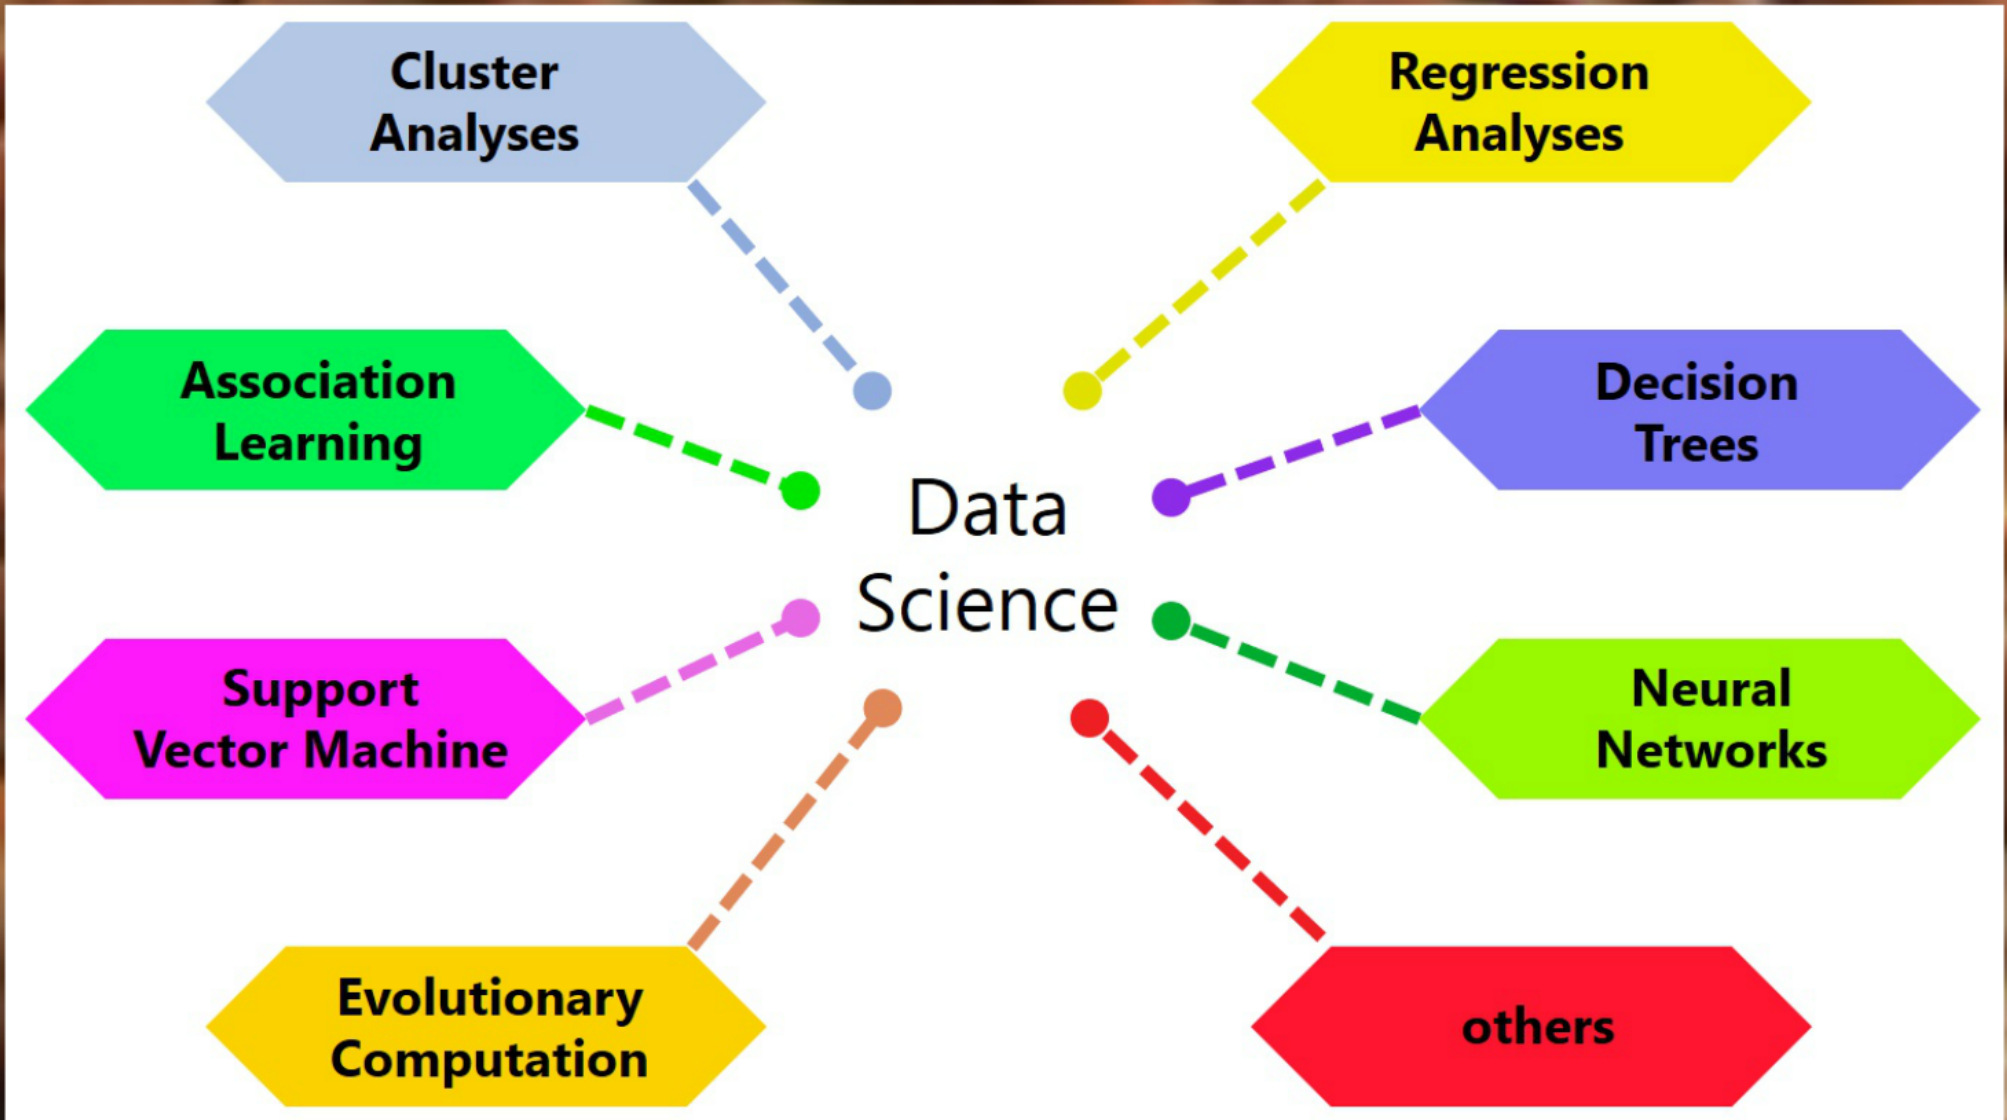 Cluster
Analyses
Regression
Analyses
Association
Learning
Decision
Trees
Data
Science
Support
Vector Machine
Neural
Networks
Evolutionary
Computation
others